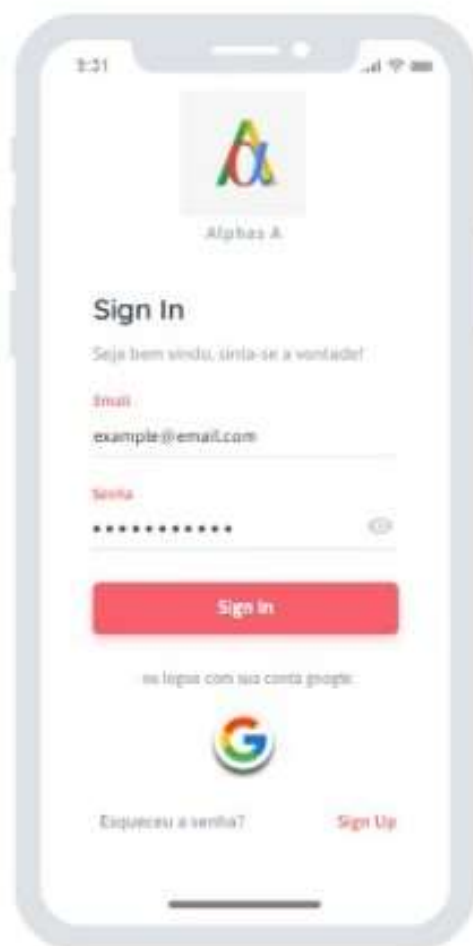 Alphas A
Sign In
Seja bem vindo, sinta-se a vontade!
Email
example@email.com
Senha
Sign In
ou logue com sua conta google
G
Esqueceu a senha? Sign Up